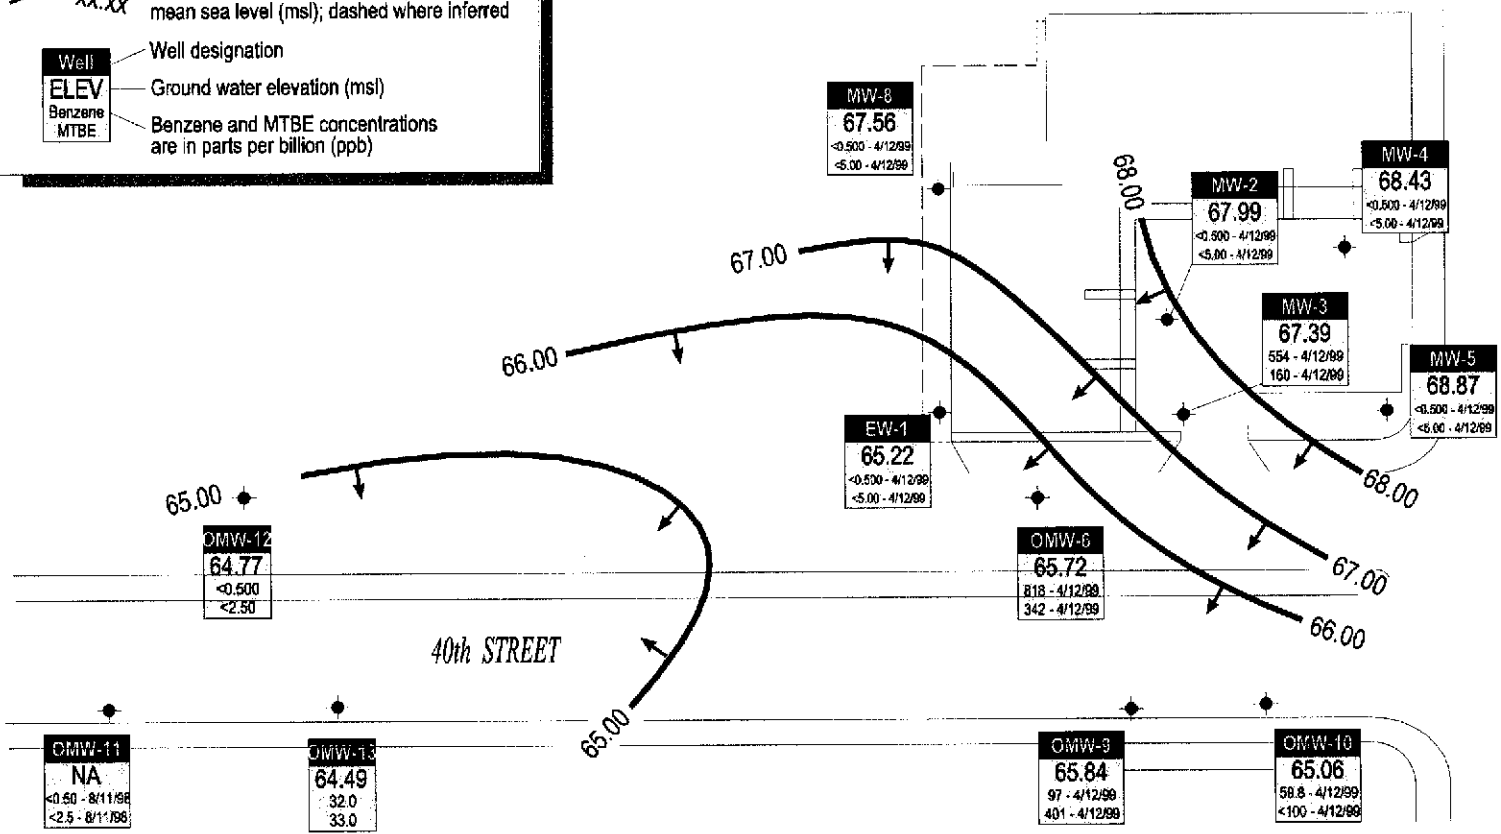 XX.XX
mean sea level (msl); dashed where inferred
Well
ELEV
Benzene
MTBE
Well designation
Ground water elevation (msl)
Benzene and MTBE concentrations
are in parts per billion (ppb)
MW-8
67.56
<0.500 - 4/12/99
<5.00 - 4/12/99
68.00
MW-2
67.99
<0.500 - 4/12/99
<5.00 - 4/12/99
MW-4
68.43
<0.500 - 4/12/99
<5.00 - 4/12/99
67.00
MW-3
67.39
554 - 4/12/99
160 - 4/12/99
66.00
MW-5
68.87
<0.500 - 4/12/99
<5.00 - 4/12/99
EW-1
65.22
<0.500 - 4/12/99
<5.00 - 4/12/99
68.00
65.00
OMW-12
64.77
<0.500
<2.50
OMW-6
65.72
818 - 4/12/99
342 - 4/12/99
67.00
66.00
40th STREET
65.00
OMW-11
NA
<0.50 - 8/11/98
<2.5 - 8/11/98
OMW-13
64.49
32.0
33.0
OMW-9
65.84
97 - 4/12/99
401 - 4/12/99
OMW-10
65.06
59.8 - 4/12/99
<100 - 4/12/99